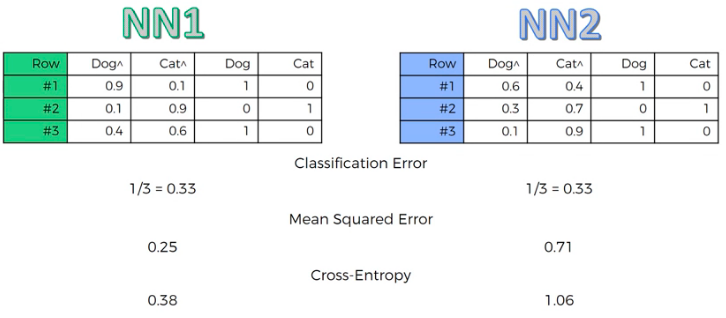 NN1 NN2
Row Dog^ Cat^ Dog Cat Row Dog^ Cat^ Dog Cat
#1 0.9 0.1 1 0 #1 0.6 0.4 1 0
#2 0.1 0.9 0 1 #2 0.3 0.7 0 1
#3 0.4 0.6 1 0 #3 0.1 0.9 1 0
Classification Error
1/3 = 0.33 1/3 = 0.33
Mean Squared Error
0.25 0.71
Cross-Entropy
0.38 1.06